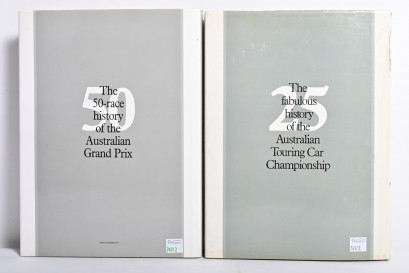 50
The
50-race
history
of the
Australian
Grand Prix
25
The
fabulous
history
of the
Australian
Touring Car
Championship